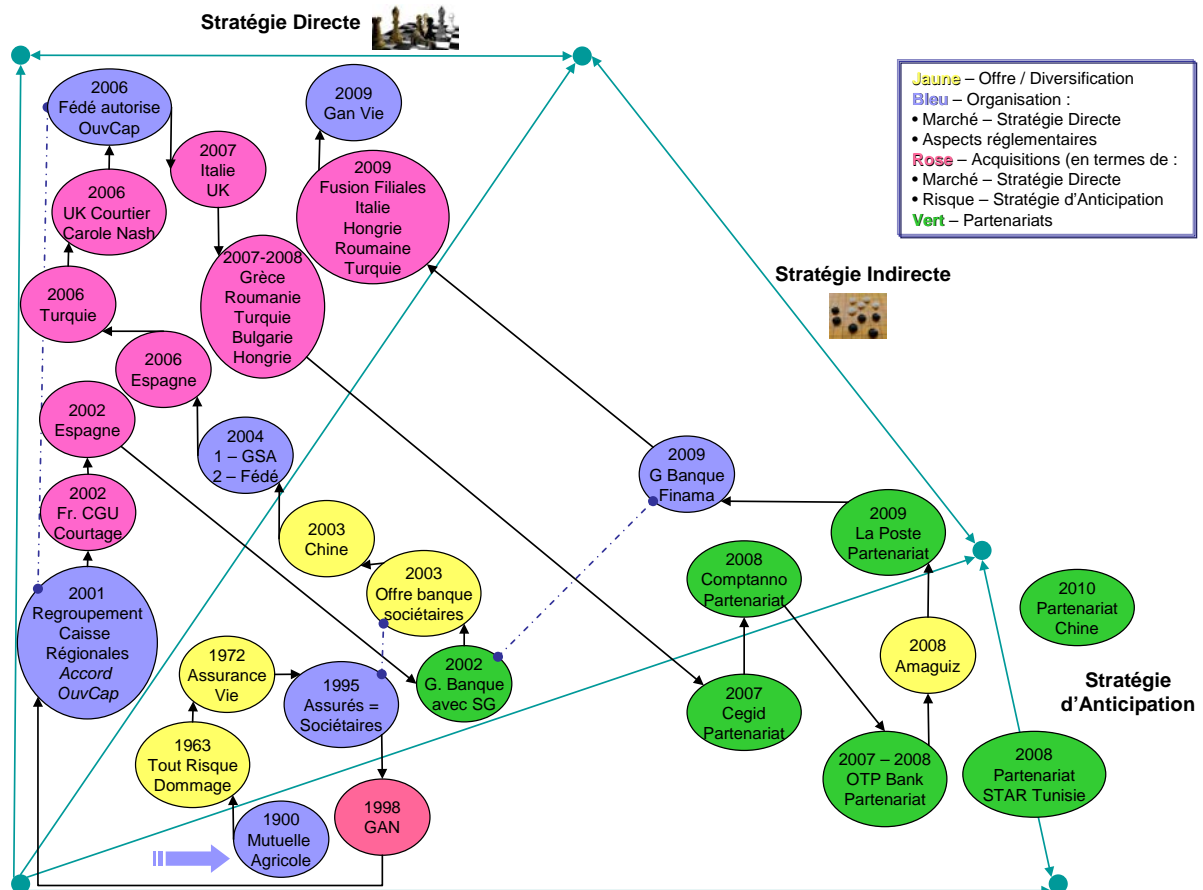 Stratégie Directe
Jaune – Offre / Diversification
Bleu – Organisation :
• Marché – Stratégie Directe
• Aspects réglementaires
Rose – Acquisitions (en termes de :
• Marché – Stratégie Directe
• Risque – Stratégie d'Anticipation
Vert – Partenariats
2006
Fédé autorise
OuvCap
2009
Gan Vie
2007
Italie
UK
2009
Fusion Filiales
Italie
Hongrie
Roumaine
Turquie
2006
UK Courtier
Carole Nash
2007-2008
Grèce
Roumanie
Turquie
Bulgarie
Hongrie
Stratégie Indirecte
2006
Turquie
2006
Espagne
2002
Espagne
2004
1 – GSA
2 – Fédé
2009
G Banque
Finama
2002
Fr. CGU
Courtage
2003
Chine
2009
La Poste
Partenariat
2008
Comptanno
Partenariat
2003
Offre banque
sociétaires
2001
Regroupement
Caisse
Régionales
Accord
OuvCap
2010
Partenariat
Chine
1972
Assurance
Vie
2008
Amaguiz
1995
Assurés =
Sociétaires
2002
G. Banque
avec SG
Stratégie
d'Anticipation
2007
Cegid
Partenariat
1963
Tout Risque
Dommage
2007 – 2008
OTP Bank
Partenariat
2008
Partenariat
STAR Tunisie
1998
GAN
1900
Mutuelle
Agricole